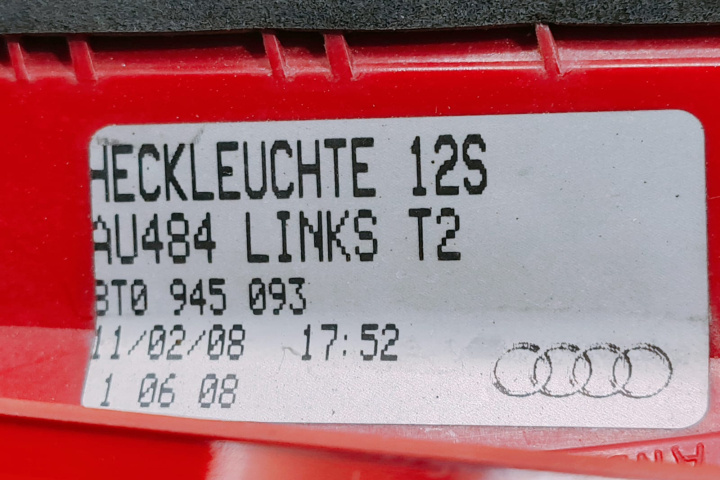 HECKLEUCHTE 12S
AU484 LINKS T2
8T0 945 093
11/02/08 17:52
1 06 08